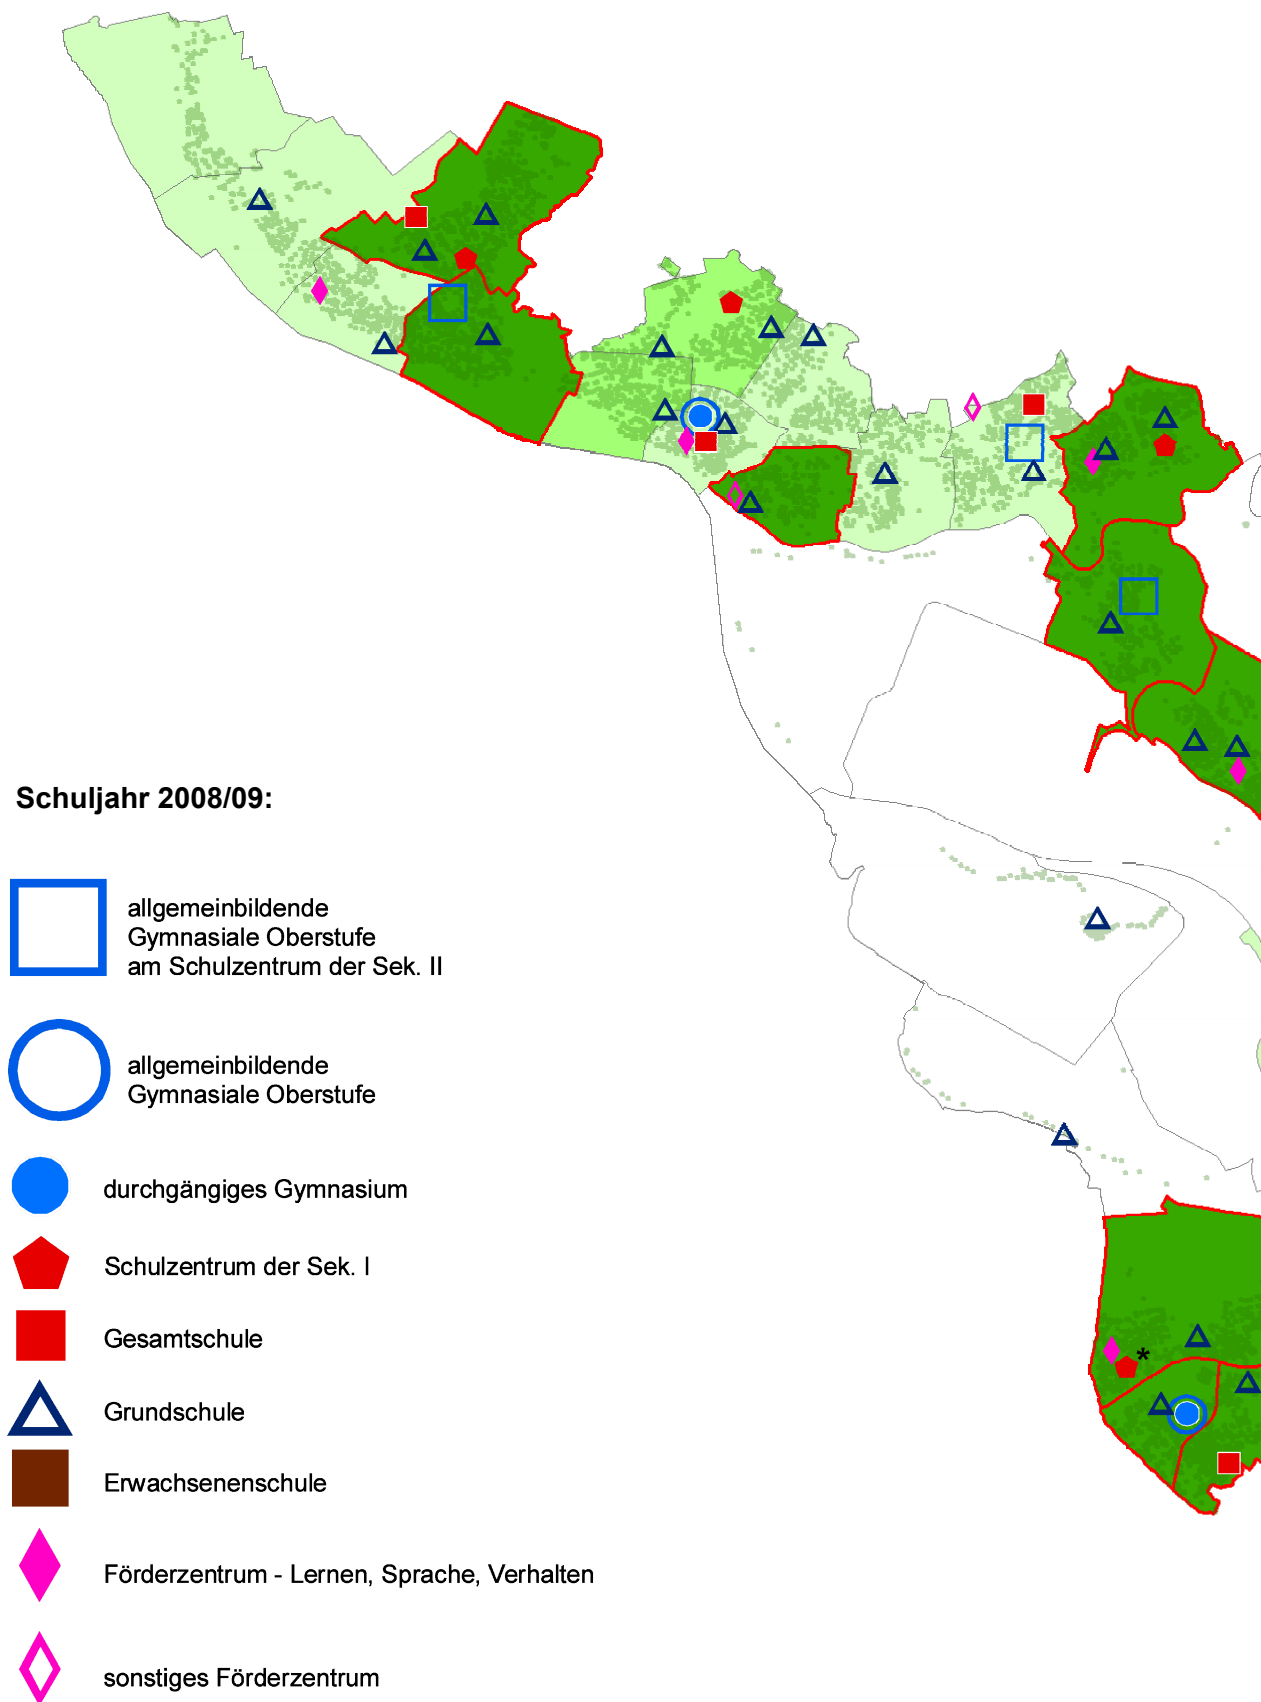 *
Schuljahr 2008/09:
allgemeinbildende
Gymnasiale Oberstufe
am Schulzentrum der Sek. II
allgemeinbildende
Gymnasiale Oberstufe
durchgängiges Gymnasium
Schulzentrum der Sek. I
Gesamtschule
Grundschule
Erwachsenenschule
Förderzentrum - Lernen, Sprache, Verhalten
sonstiges Förderzentrum